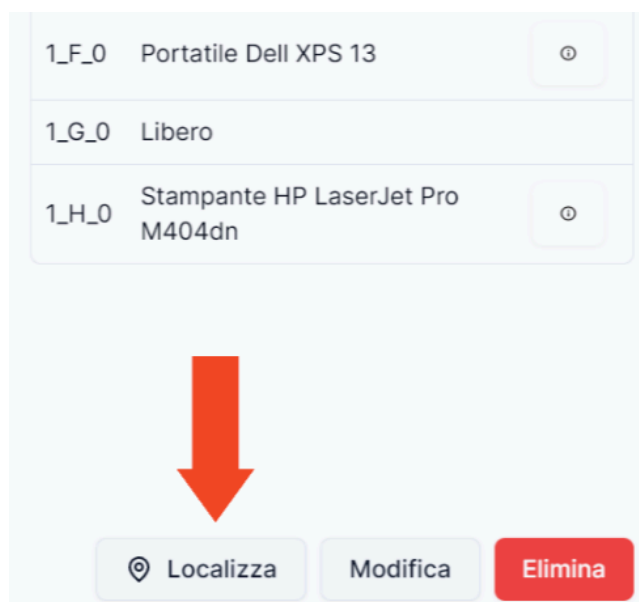 1_F_0 Portatile Dell XPS 13
1_G_0 Libero
1_H_0 Stampante HP LaserJet Pro
M404dn
Localizza Modifica Elimina